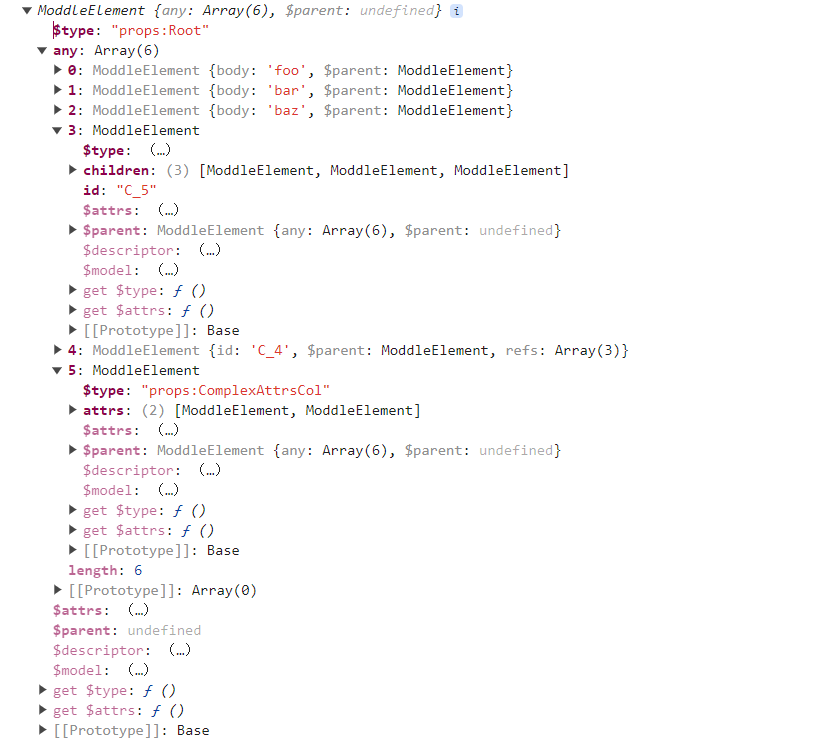 ModdleElement {any: Array(6), $parent: undefined} i
$type: "props:Root"
any: Array(6)
0: ModdleElement {body: 'foo', $parent: ModdleElement}
1: ModdleElement {body: 'bar', $parent: ModdleElement}
2: ModdleElement {body: 'baz', $parent: ModdleElement}
3: ModdleElement
$type: (…)
children: (3) [ModdleElement, ModdleElement, ModdleElement]
id: "C_5"
$attrs: (…)
$parent: ModdleElement {any: Array(6), $parent: undefined}
$descriptor: (…)
$model: (…)
get $type: ƒ ()
get $attrs: ƒ ()
[[Prototype]]: Base
4: ModdleElement {id: 'C_4', $parent: ModdleElement, refs: Array(3)}
5: ModdleElement
$type: "props:ComplexAttrsCol"
attrs: (2) [ModdleElement, ModdleElement]
$attrs: (…)
$parent: ModdleElement {any: Array(6), $parent: undefined}
$descriptor: (…)
$model: (…)
get $type: ƒ ()
get $attrs: ƒ ()
[[Prototype]]: Base
length: 6
[[Prototype]]: Array(0)
$attrs: (…)
$parent: undefined
$descriptor: (…)
$model: (…)
get $type: ƒ ()
get $attrs: ƒ ()
[[Prototype]]: Base